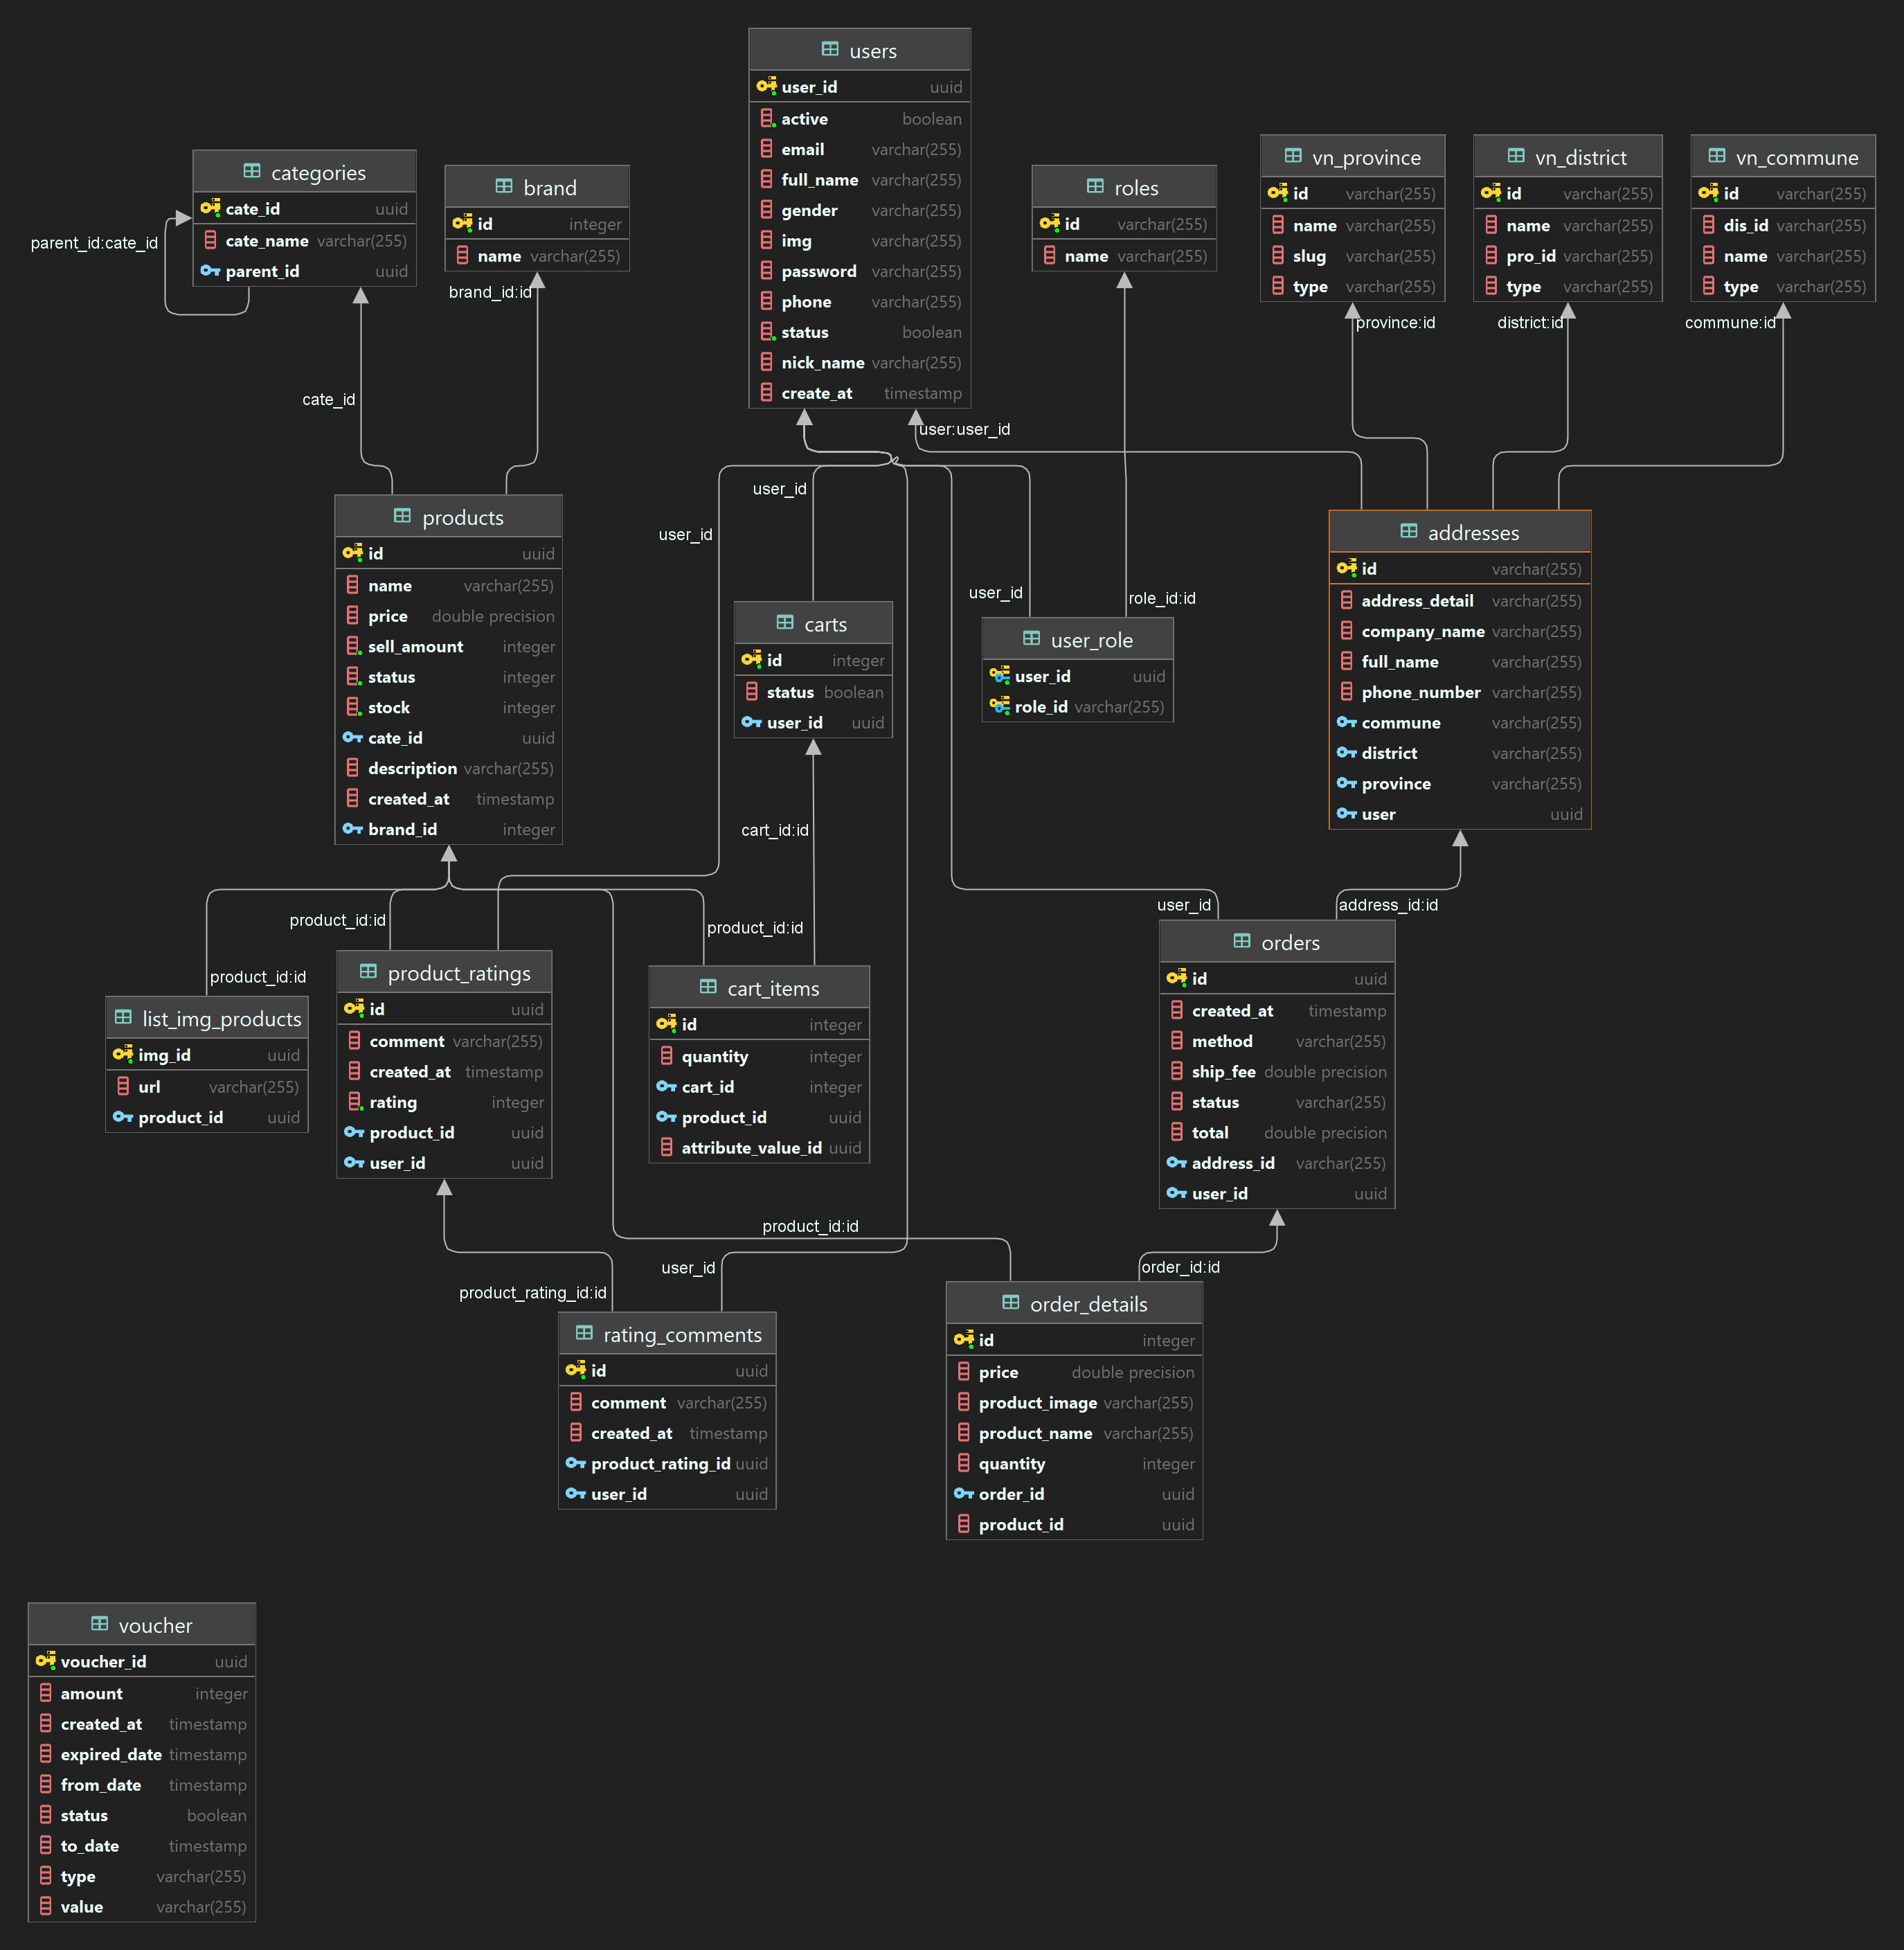 users
user_id uuid
active boolean
email varchar(255)
full_name varchar(255)
gender varchar(255)
img varchar(255)
password varchar(255)
phone varchar(255)
status boolean
nick_name varchar(255)
create_at timestamp
categories
cate_id uuid
cate_name varchar(255)
parent_id uuid
parent_id:cate_id
brand
id integer
name varchar(255)
brand_id:id
roles
id varchar(255)
name varchar(255)
vn_province
id varchar(255)
name varchar(255)
slug varchar(255)
type varchar(255)
province:id
vn_district
id varchar(255)
name varchar(255)
pro_id varchar(255)
type varchar(255)
district:id
vn_commune
id varchar(255)
dis_id varchar(255)
name varchar(255)
type varchar(255)
commune:id
cate_id
user:user_id
user_id
user_id
user_id
role_id:id
products
id uuid
name varchar(255)
price double precision
sell_amount integer
status integer
stock integer
cate_id uuid
description varchar(255)
created_at timestamp
brand_id integer
carts
id integer
status boolean
user_id uuid
user_role
user_id uuid
role_id varchar(255)
addresses
id varchar(255)
address_detail varchar(255)
company_name varchar(255)
full_name varchar(255)
phone_number varchar(255)
commune varchar(255)
district varchar(255)
province varchar(255)
user uuid
cart_id:id
product_id:id
product_id:id
product_id:id
user_id
address_id:id
list_img_products
img_id uuid
url varchar(255)
product_id uuid
product_ratings
id uuid
comment varchar(255)
created_at timestamp
rating integer
product_id uuid
user_id uuid
cart_items
id integer
quantity integer
cart_id integer
product_id uuid
attribute_value_id uuid
orders
id uuid
created_at timestamp
method varchar(255)
ship_fee double precision
status varchar(255)
total double precision
address_id varchar(255)
user_id uuid
product_id:id
user_id
order_id:id
product_rating_id:id
rating_comments
id uuid
comment varchar(255)
created_at timestamp
product_rating_id uuid
user_id uuid
order_details
id integer
price double precision
product_image varchar(255)
product_name varchar(255)
quantity integer
order_id uuid
product_id uuid
voucher
voucher_id uuid
amount integer
created_at timestamp
expired_date timestamp
from_date timestamp
status boolean
to_date timestamp
type varchar(255)
value varchar(255)